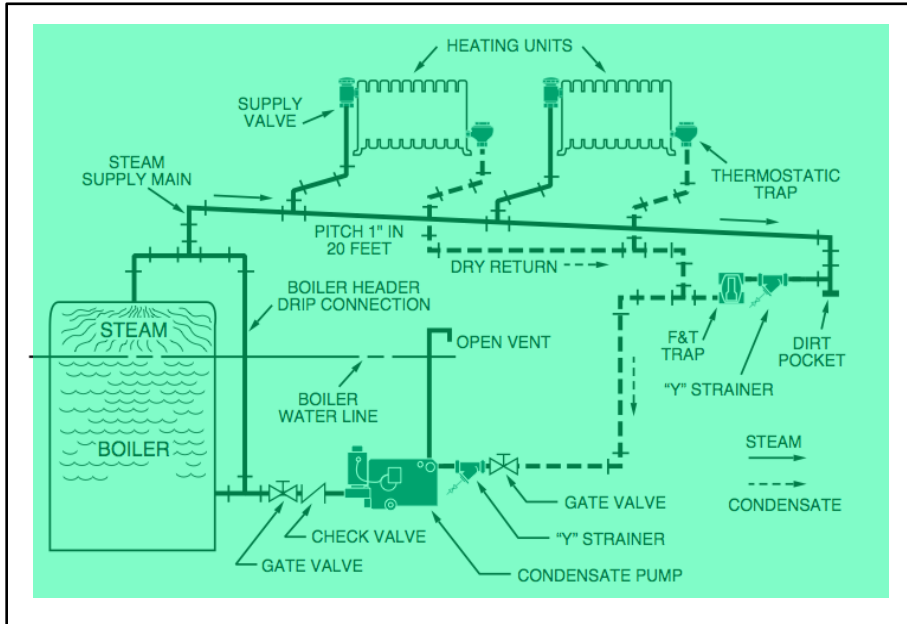 HEATING UNITS
SUPPLY
VALVE
STEAM
SUPPLY MAIN
THERMOSTATIC
TRAP
PITCH 1" IN
20 FEET
DRY RETURN
BOILER HEADER
DRIP CONNECTION
STEAM
OPEN VENT
F&T
TRAP
DIRT
POCKET
"Y" STRAINER
BOILER
WATER LINE
BOILER
STEAM
CONDENSATE
GATE VALVE
CHECK VALVE
"Y" STRAINER
GATE VALVE
CONDENSATE PUMP